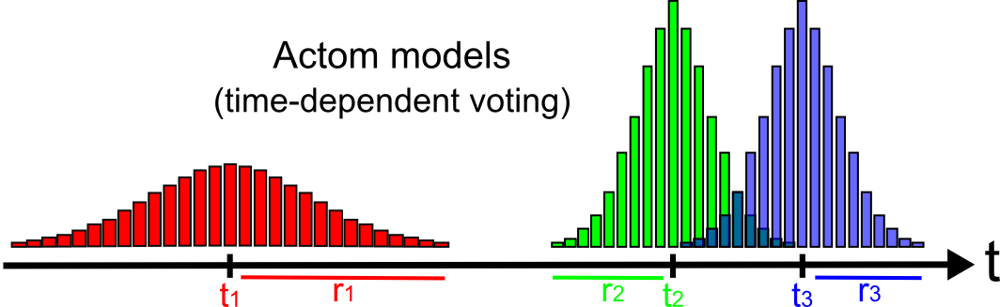 Actom models
(time-dependent voting)
t
t1 r1 r2 t2 t3 r3